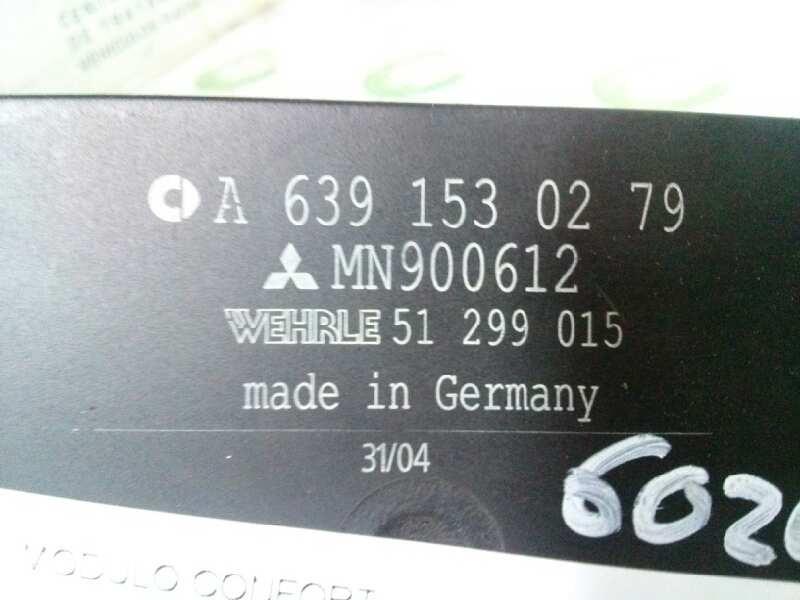 A 639 153 02 79
MN900612
WEHRLE 51 299 015
made in Germany
31/04
602
MODULO CONFORT